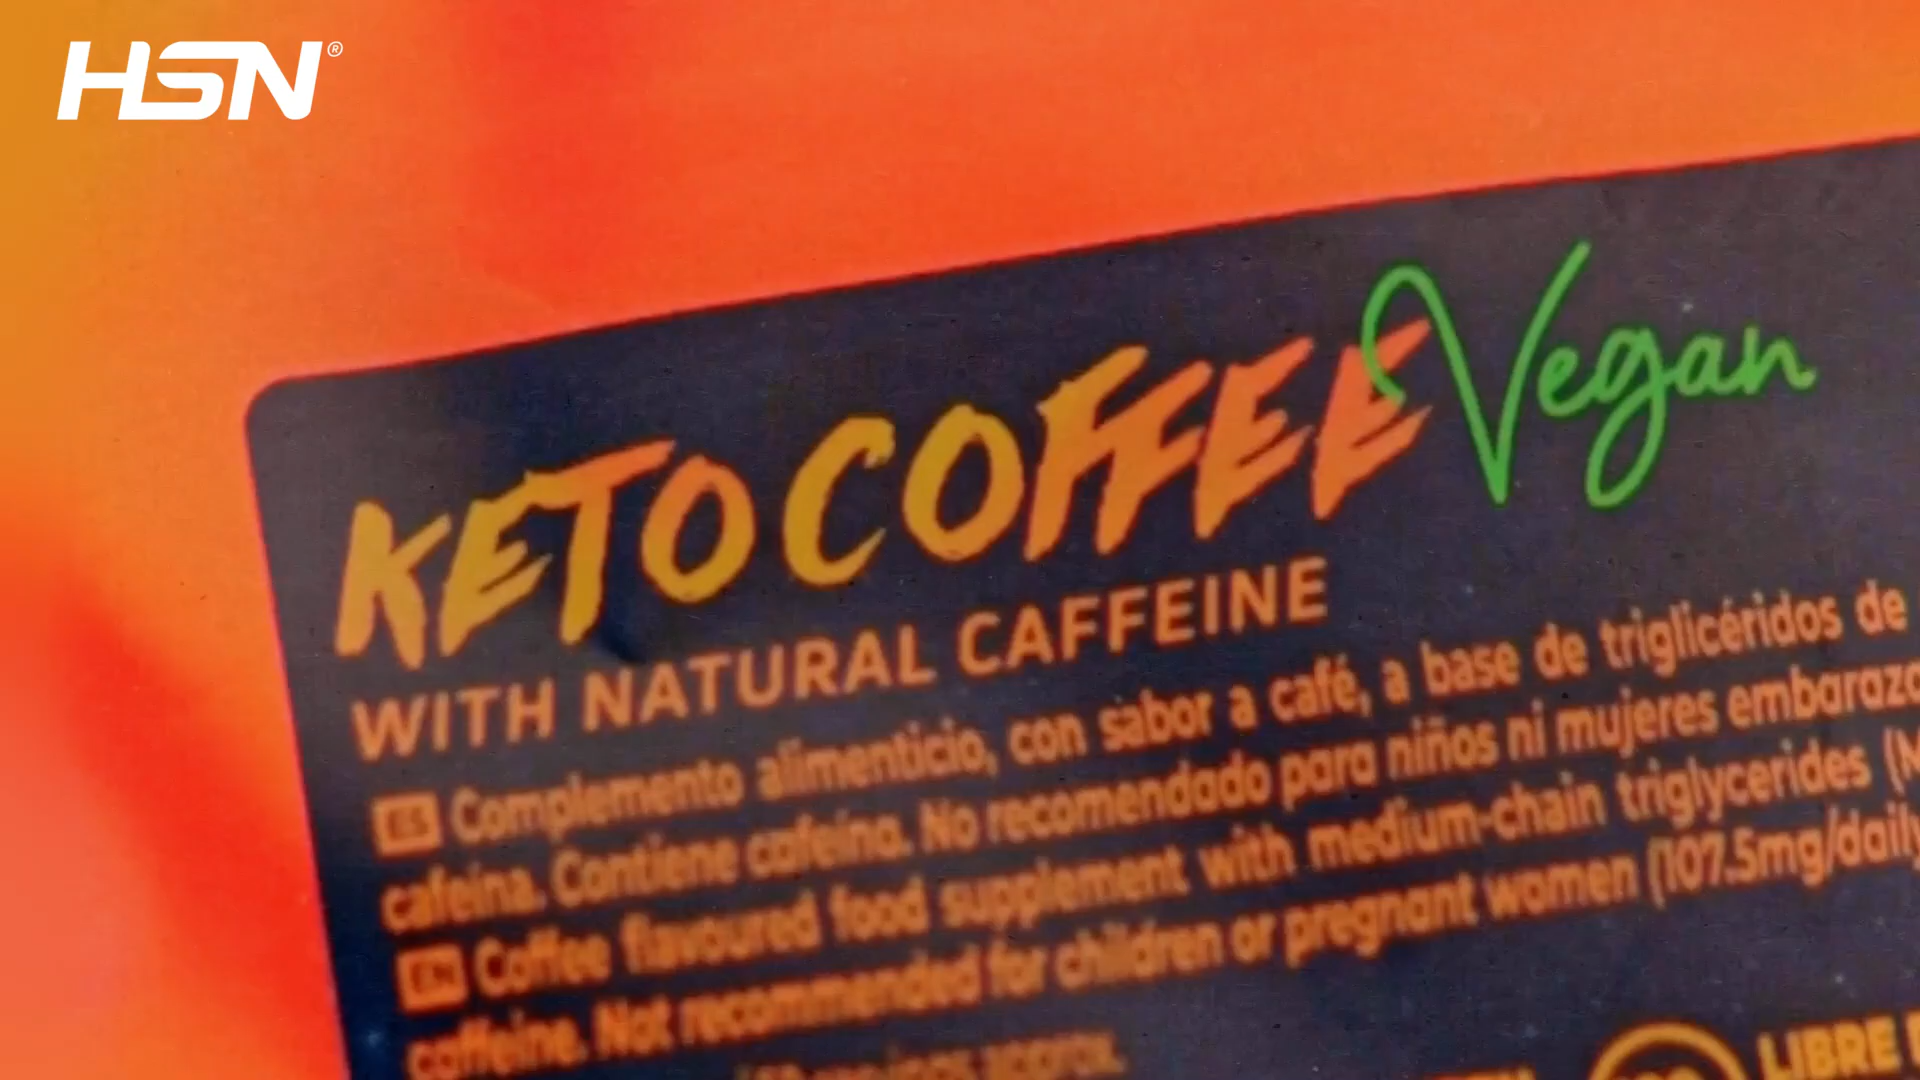 HSN®
KETO COFFEE Vegan
WITH NATURAL CAFFEINE
ES Complemento alimenticio, con sabor a café, a base de triglicéridos de
cafeína. Contiene cafeína. No recomendado para niños ni mujeres embaraza
EN Coffee flavoured food supplement with medium-chain triglycerides (M
caffeine. Not recommended for children or pregnant women (107.5mg/daily
approx.
LIBRE